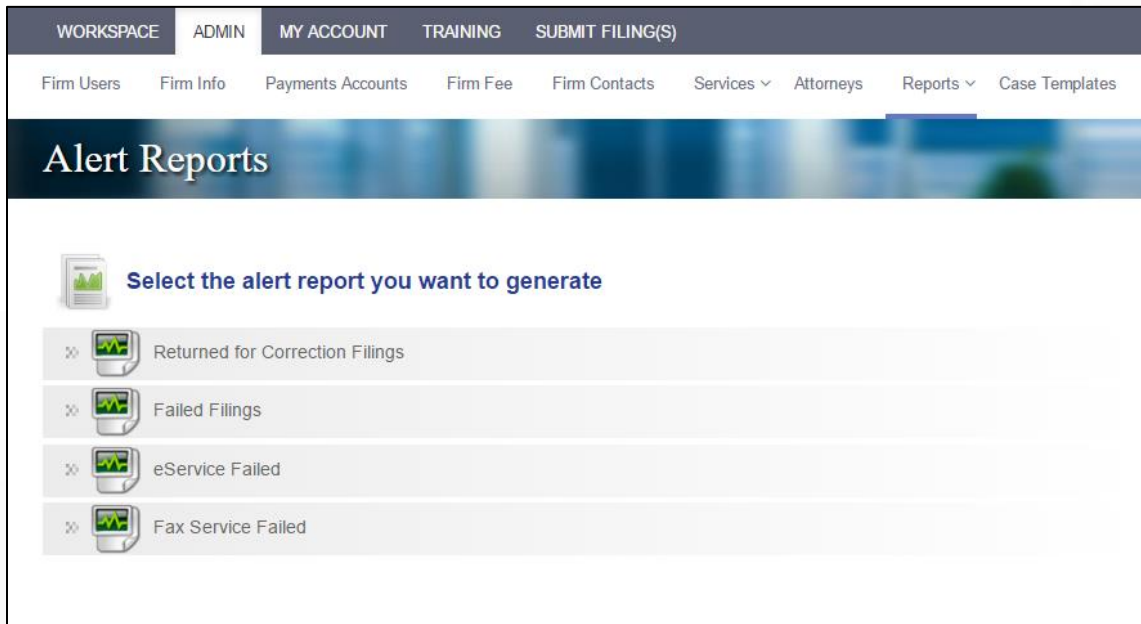 WORKSPACE ADMIN MY ACCOUNT TRAINING SUBMIT FILING(S)
Firm Users Firm Info Payments Accounts Firm Fee Firm Contacts Services Attorneys Reports Case Templates
Alert Reports
Select the alert report you want to generate
Returned for Correction Filings
Failed Filings
eService Failed
Fax Service Failed